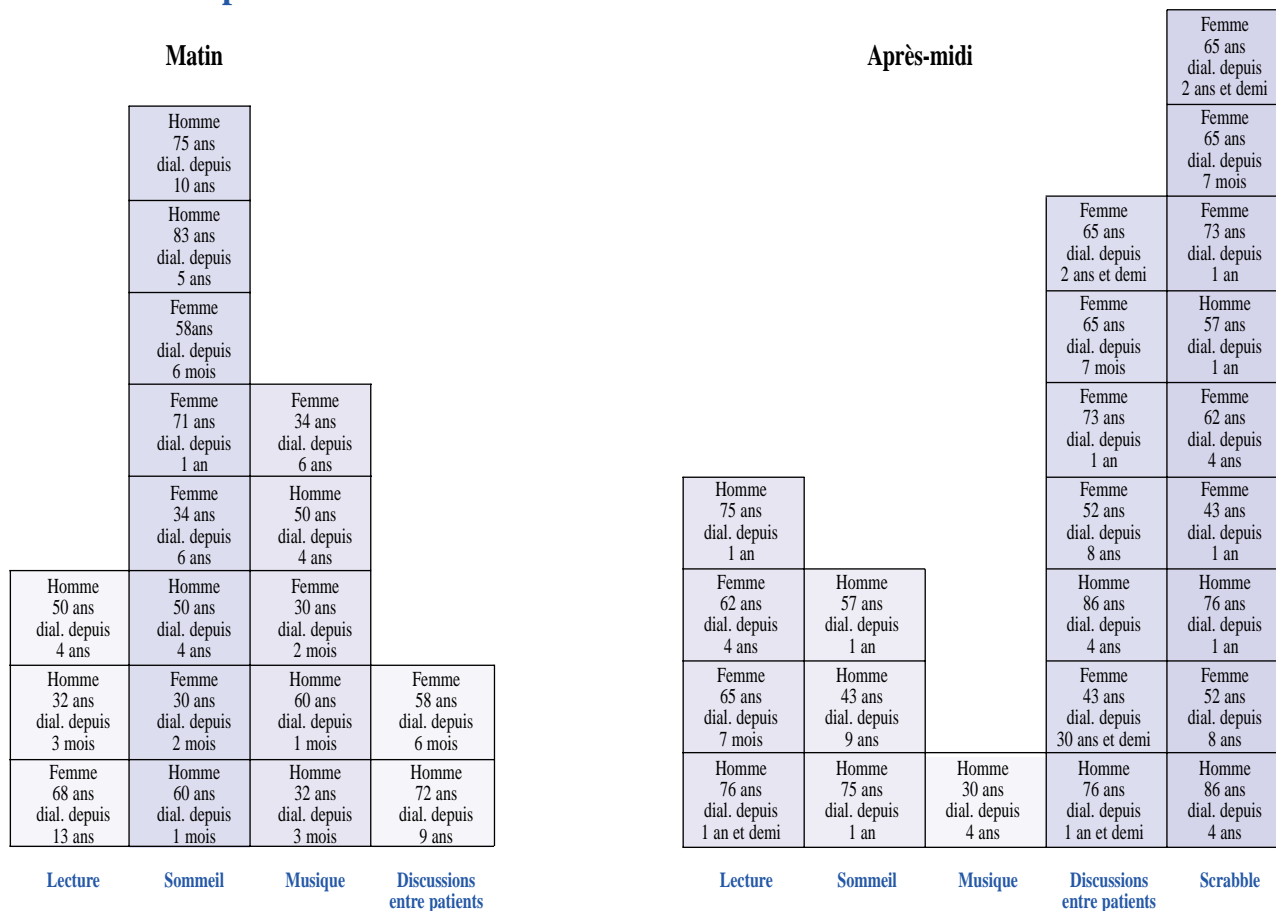 Matin
Homme
75 ans
dial. depuis
10 ans
Homme
83 ans
dial. depuis
5 ans
Femme
58ans
dial. depuis
6 mois
Femme
71 ans
dial. depuis
1 an
Femme
34 ans
dial. depuis
6 ans
Femme
34 ans
dial. depuis
6 ans
Homme
50 ans
dial. depuis
4 ans
Homme
50 ans
dial. depuis
4 ans
Homme
50 ans
dial. depuis
4 ans
Femme
30 ans
dial. depuis
2 mois
Homme
32 ans
dial. depuis
3 mois
Femme
30 ans
dial. depuis
2 mois
Homme
60 ans
dial. depuis
1 mois
Femme
58 ans
dial. depuis
6 mois
Femme
68 ans
dial. depuis
13 ans
Homme
60 ans
dial. depuis
1 mois
Homme
32 ans
dial. depuis
3 mois
Homme
72 ans
dial. depuis
9 ans
Lecture
Sommeil
Musique
Discussions
entre patients
Après-midi
Femme
65 ans
dial. depuis
2 ans et demi
Femme
65 ans
dial. depuis
7 mois
Femme
65 ans
dial. depuis
2 ans et demi
Femme
73 ans
dial. depuis
1 an
Femme
65 ans
dial. depuis
7 mois
Homme
57 ans
dial. depuis
1 an
Femme
73 ans
dial. depuis
1 an
Femme
62 ans
dial. depuis
4 ans
Homme
75 ans
dial. depuis
1 an
Femme
52 ans
dial. depuis
8 ans
Femme
43 ans
dial. depuis
1 an
Femme
62 ans
dial. depuis
4 ans
Homme
57 ans
dial. depuis
1 an
Homme
86 ans
dial. depuis
4 ans
Homme
76 ans
dial. depuis
1 an
Femme
65 ans
dial. depuis
7 mois
Homme
43 ans
dial. depuis
9 ans
Femme
43 ans
dial. depuis
30 ans et demi
Femme
52 ans
dial. depuis
8 ans
Homme
76 ans
dial. depuis
1 an et demi
Homme
75 ans
dial. depuis
1 an
Homme
30 ans
dial. depuis
4 ans
Homme
76 ans
dial. depuis
1 an et demi
Homme
86 ans
dial. depuis
4 ans
Lecture
Sommeil
Musique
Discussions
entre patients
Scrabble